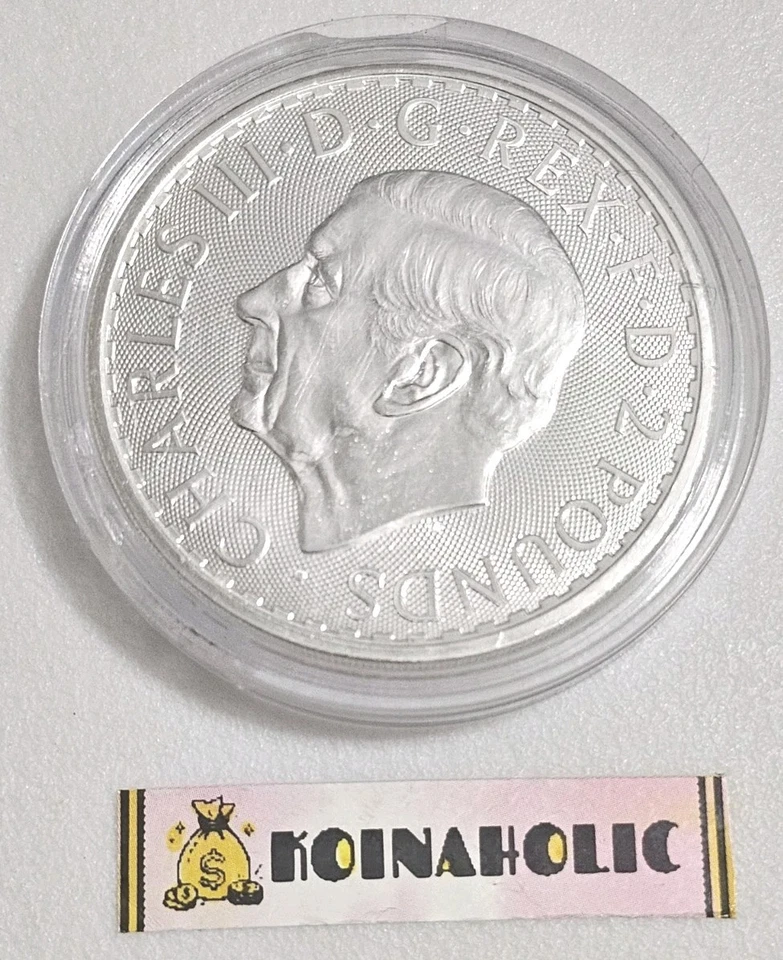 CHARLES III · D · G · REX · F · D · 2 POUNDS ·
$ KOINAHOLIC